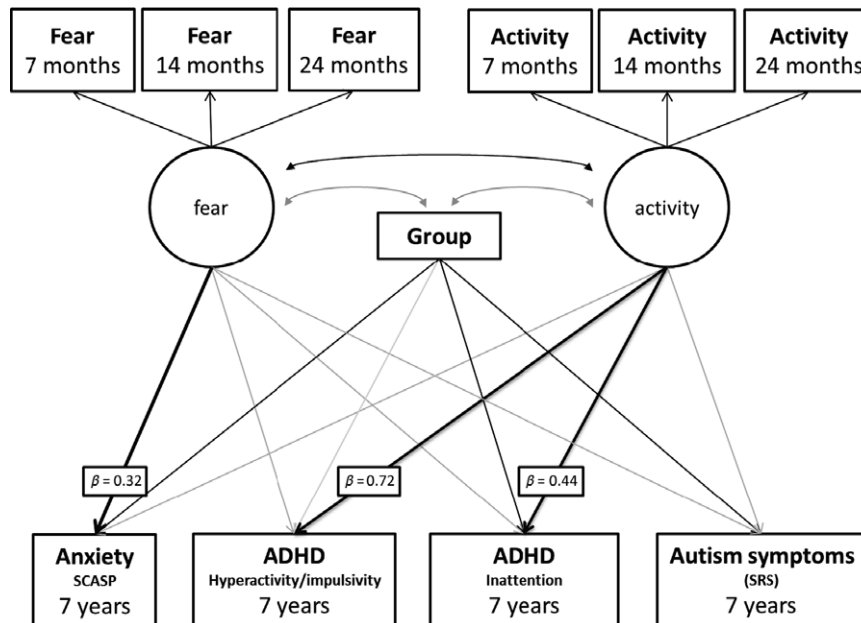 Fear
7 months
Fear
14 months
Fear
24 months
Activity
7 months
Activity
14 months
Activity
24 months
fear
Group
activity
β = 0.32
β = 0.72
β = 0.44
Anxiety
SCASP
7 years
ADHD
Hyperactivity/impulsivity
7 years
ADHD
Inattention
7 years
Autism symptoms
(SRS)
7 years